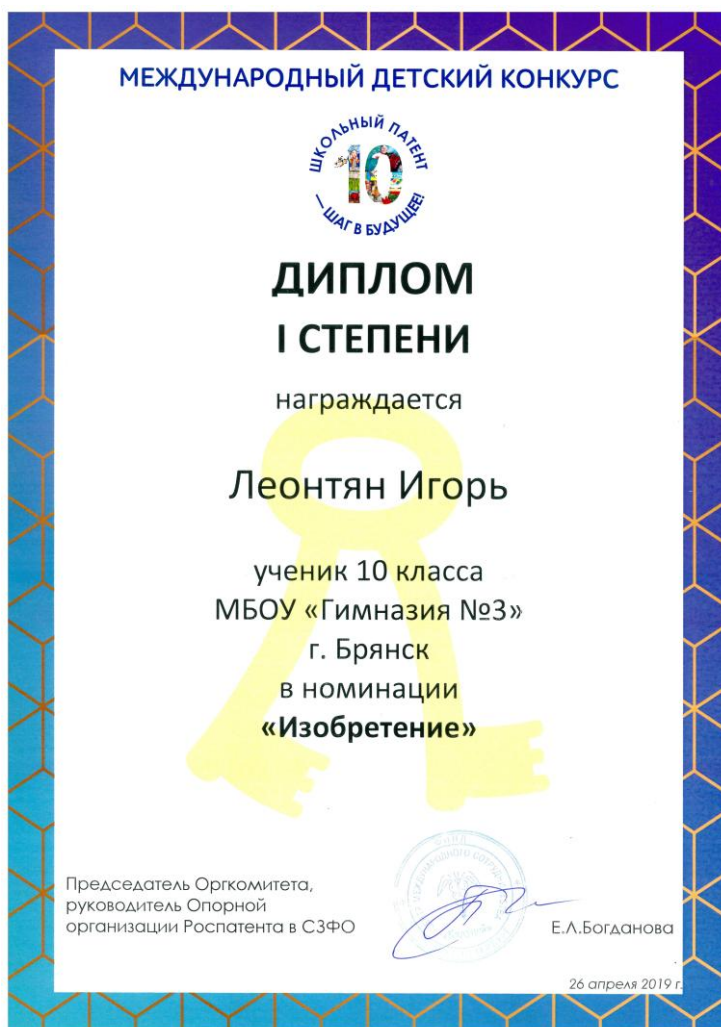 МЕЖДУНАРОДНЫЙ ДЕТСКИЙ КОНКУРС
ШКОЛЬНЫЙ ПАТЕНТ
10
— ШАГ В БУДУЩЕЕ!
ДИПЛОМ
I СТЕПЕНИ
награждается
Леонтян Игорь
ученик 10 класса
МБОУ «Гимназия №3»
г. Брянск
в номинации
«Изобретение»
Председатель Оргкомитета,
руководитель Опорной
организации Роспатента в СЗФО
Е.Л.Богданова
26 апреля 2019 г.